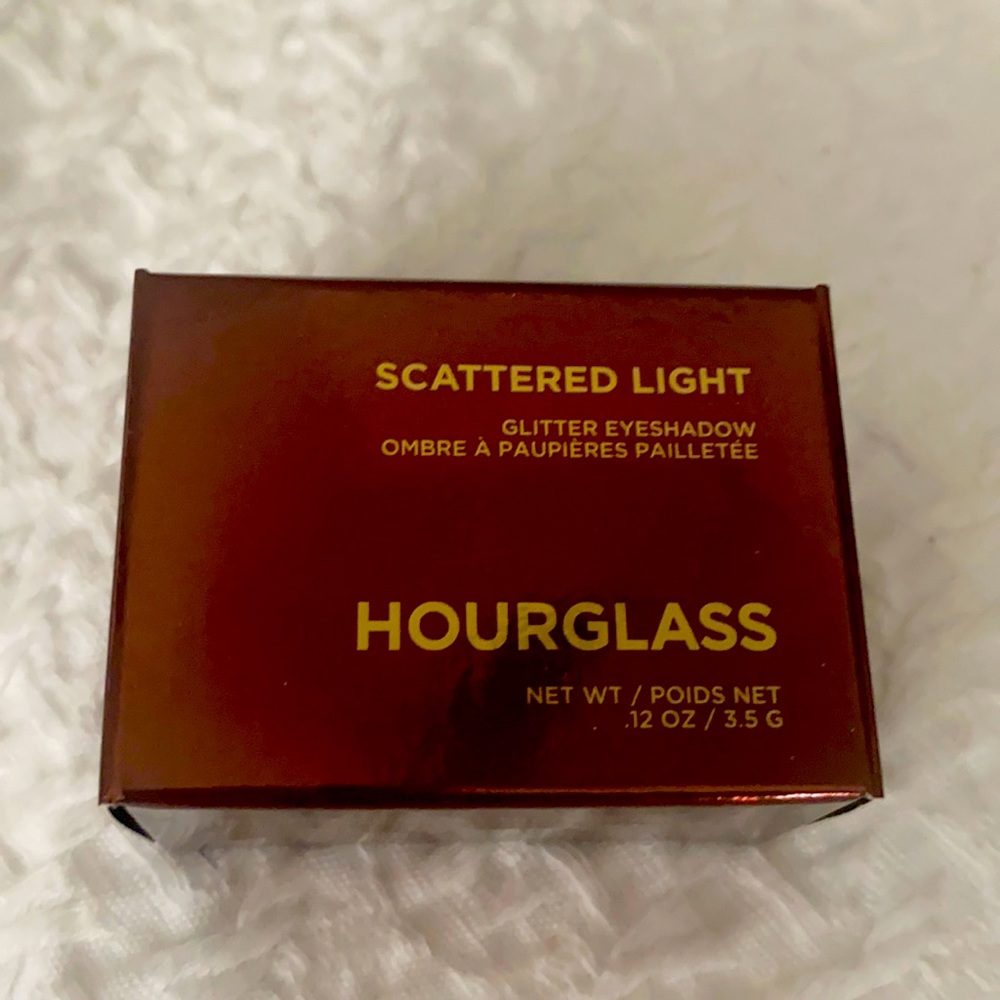 SCATTERED LIGHT
GLITTER EYESHADOW
OMBRE À PAUPIÈRES PAILLETÉE
HOURGLASS
NET WT / POIDS NET
.12 OZ / 3.5 G